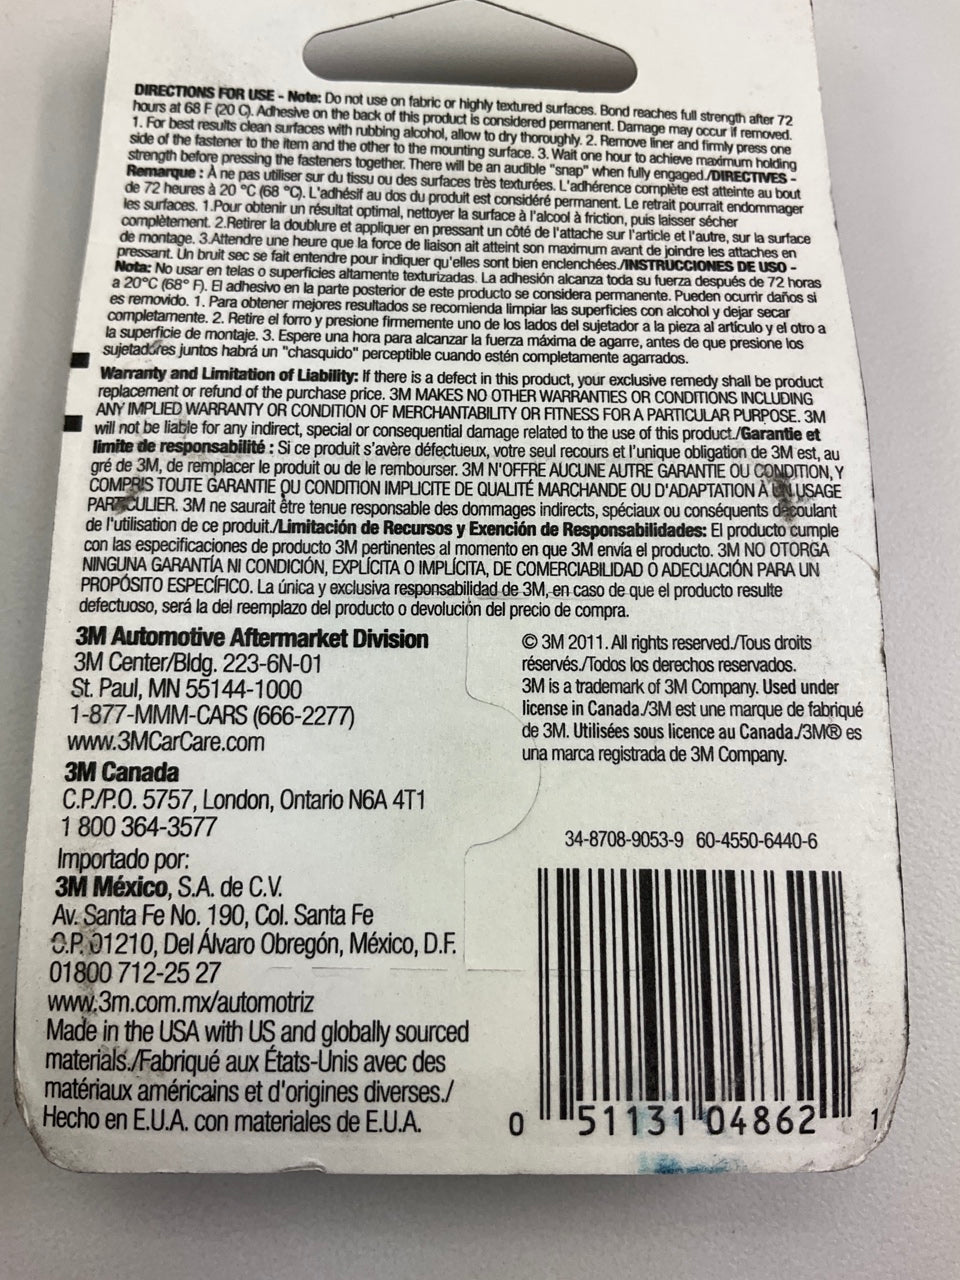 DIRECTIONS FOR USE - Note: Do not use on fabric or highly textured surfaces. Bond reaches full strength after 72
hours at 68 F (20 C). Adhesive on the back of this product is considered permanent. Damage may occur if removed.
1. For best results clean surfaces with rubbing alcohol, allow to dry thoroughly. 2. Remove liner and firmly press one
side of the fastener to the item and the other to the mounting surface. 3. Wait one hour to achieve maximum holding
strength before pressing the fasteners together. There will be an audible "snap" when fully engaged./DIRECTIVES -
Remarque : À ne pas utiliser sur du tissu ou des surfaces très texturées. L'adhérence complète est atteinte au bout
de 72 heures à 20 °C (68 °C). L'adhésif au dos du produit est considéré permanent. Le retrait pourrait endommager
les surfaces. 1.Pour obtenir un résultat optimal, nettoyer la surface à l'alcool à friction, puis laisser sécher
complètement. 2.Retirer la doublure et appliquer en pressant un côté de l'attache sur l'article et l'autre, sur la surface
de montage. 3.Attendre une heure que la force de liaison ait atteint son maximum avant de joindre les attaches en
pressant. Un bruit sec se fait entendre pour indiquer qu'elles sont bien enclenchées./INSTRUCCIONES DE USO -
Nota: No usar en telas o superficies altamente texturizadas. La adhesión alcanza toda su fuerza después de 72 horas
a 20°C (68° F). El adhesivo en la parte posterior de este producto se considera permanente. Pueden ocurrir daños si
es removido. 1. Para obtener mejores resultados se recomienda limpiar las superficies con alcohol y dejar secar
completamente. 2. Retire el forro y presione firmemente uno de los lados del sujetador a la pieza al artículo y el otro a
la superficie de montaje. 3. Espere una hora para alcanzar la fuerza máxima de agarre, antes de que presione los
sujetadores juntos habrá un "chasquido" perceptible cuando estén completamente agarrados.
Warranty and Limitation of Liability: If there is a defect in this product, your exclusive remedy shall be product
replacement or refund of the purchase price. 3M MAKES NO OTHER WARRANTIES OR CONDITIONS INCLUDING
ANY IMPLIED WARRANTY OR CONDITION OF MERCHANTABILITY OR FITNESS FOR A PARTICULAR PURPOSE. 3M
will not be liable for any indirect, special or consequential damage related to the use of this product./Garantie et
limite de responsabilité : Si ce produit s'avère défectueux, votre seul recours et l'unique obligation de 3M est, au
gré de 3M, de remplacer le produit ou de le rembourser. 3M N'OFFRE AUCUNE AUTRE GARANTIE OU CONDITION, Y
COMPRIS TOUTE GARANTIE OU CONDITION IMPLICITE DE QUALITÉ MARCHANDE OU D'ADAPTATION À UN USAGE
PARTICULIER. 3M ne saurait être tenue responsable des dommages indirects, spéciaux ou conséquents découlant
de l'utilisation de ce produit./Limitación de Recursos y Exención de Responsabilidades: El producto cumple
con las especificaciones de producto 3M pertinentes al momento en que 3M envía el producto. 3M NO OTORGA
NINGUNA GARANTÍA NI CONDICIÓN, EXPLÍCITA O IMPLÍCITA, DE COMERCIABILIDAD O ADECUACIÓN PARA UN
PROPÓSITO ESPECÍFICO. La única y exclusiva responsabilidad de 3M, en caso de que el producto resulte
defectuoso, será la del reemplazo del producto o devolución del precio de compra.
3M Automotive Aftermarket Division
3M Center/Bldg. 223-6N-01
St. Paul, MN 55144-1000
1-877-MMM-CARS (666-2277)
www.3MCarCare.com
3M Canada
C.P./P.O. 5757, London, Ontario N6A 4T1
1 800 364-3577
Importado por:
3M México, S.A. de C.V.
Av. Santa Fe No. 190, Col. Santa Fe
C.P. 01210, Del Álvaro Obregón, México, D.F.
01800 712-25 27
www.3m.com.mx/automotriz
Made in the USA with US and globally sourced
materials./Fabriqué aux États-Unis avec des
matériaux américains et d'origines diverses./
Hecho en E.U.A. con materiales de E.U.A.
© 3M 2011. All rights reserved./Tous droits
réservés./Todos los derechos reservados.
3M is a trademark of 3M Company. Used under
license in Canada./3M est une marque de fabriqué
de 3M. Utilisées sous licence au Canada./3M® es
una marca registrada de 3M Company.
34-8708-9053-9 60-4550-6440-6
0 51131 04862 1